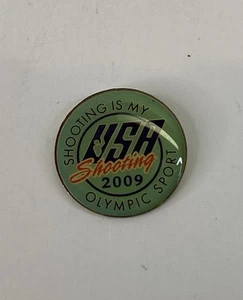 SHOOTING IS MY
USA
Shooting
2009
OLYMPIC SPORT